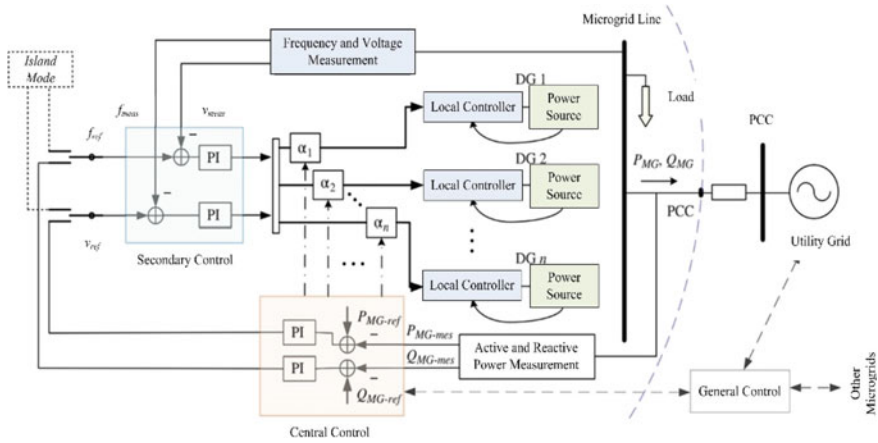 Island
Mode
Frequency and Voltage
Measurement
Microgrid Line
DG 1
Local Controller
Power
Source
Load
PCC
f_meas
v_meas
f_ref
PI
α1
DG 2
Local Controller
Power
Source
P_MG, Q_MG
PCC
α2
PI
v_ref
αn
Utility Grid
Secondary Control
DG n
Local Controller
Power
Source
P_MG-ref
PI
P_MG-mes
Active and Reactive
Power Measurement
PI
Q_MG-mes
Q_MG-ref
General Control
Other
Microgrids
Central Control